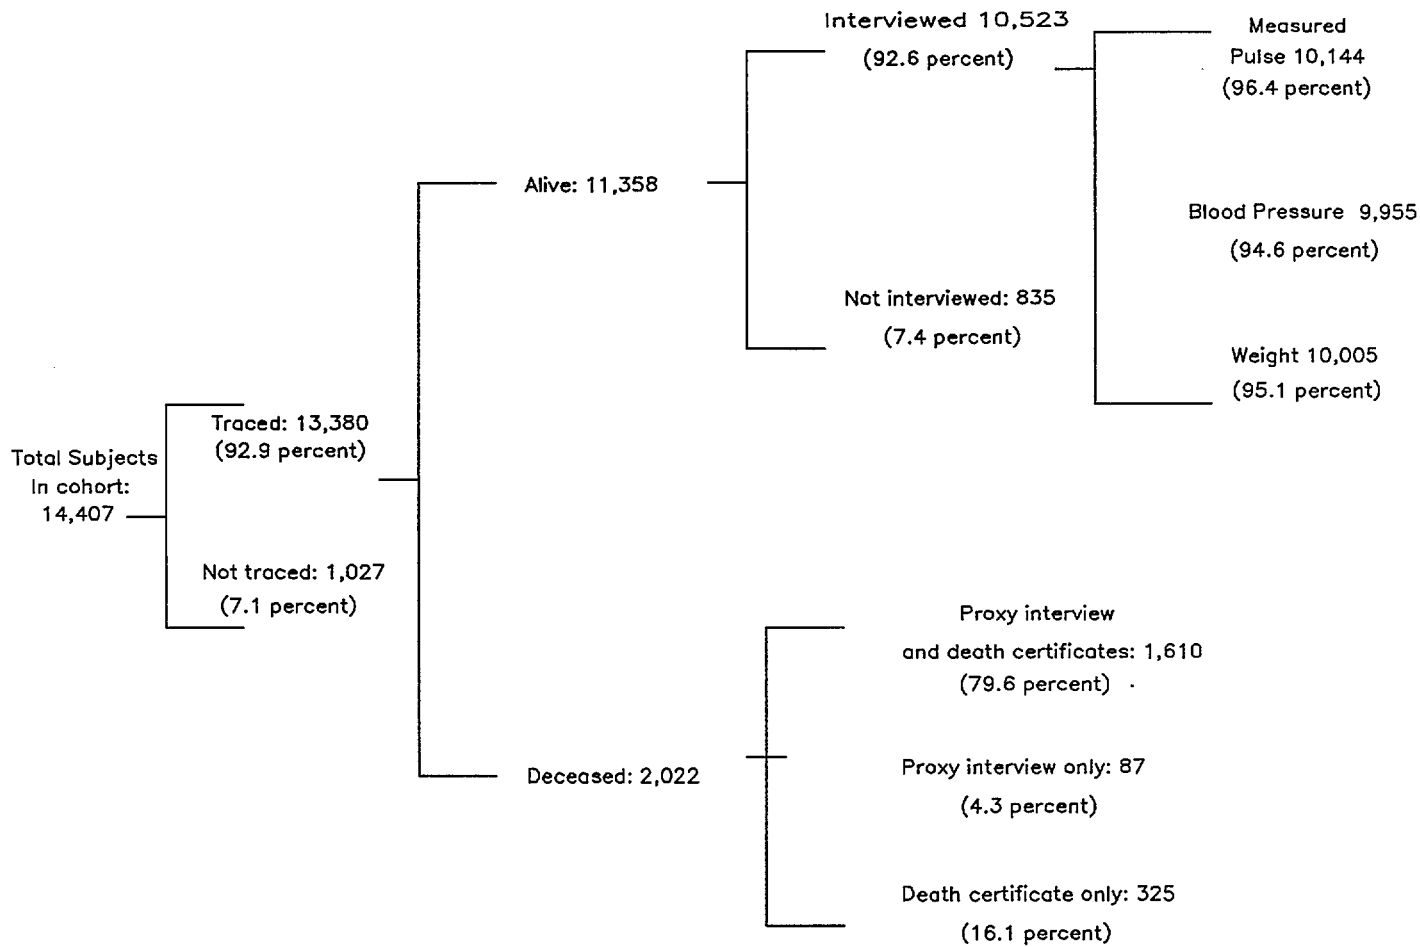 Total Subjects
In cohort:
14,407
Traced: 13,380
(92.9 percent)
Not traced: 1,027
(7.1 percent)
Alive: 11,358
Deceased: 2,022
Interviewed 10,523
(92.6 percent)
Not interviewed: 835
(7.4 percent)
Measured
Pulse 10,144
(96.4 percent)
Blood Pressure 9,955
(94.6 percent)
Weight 10,005
(95.1 percent)
Proxy interview
and death certificates: 1,610
(79.6 percent)
Proxy interview only: 87
(4.3 percent)
Death certificate only: 325
(16.1 percent)